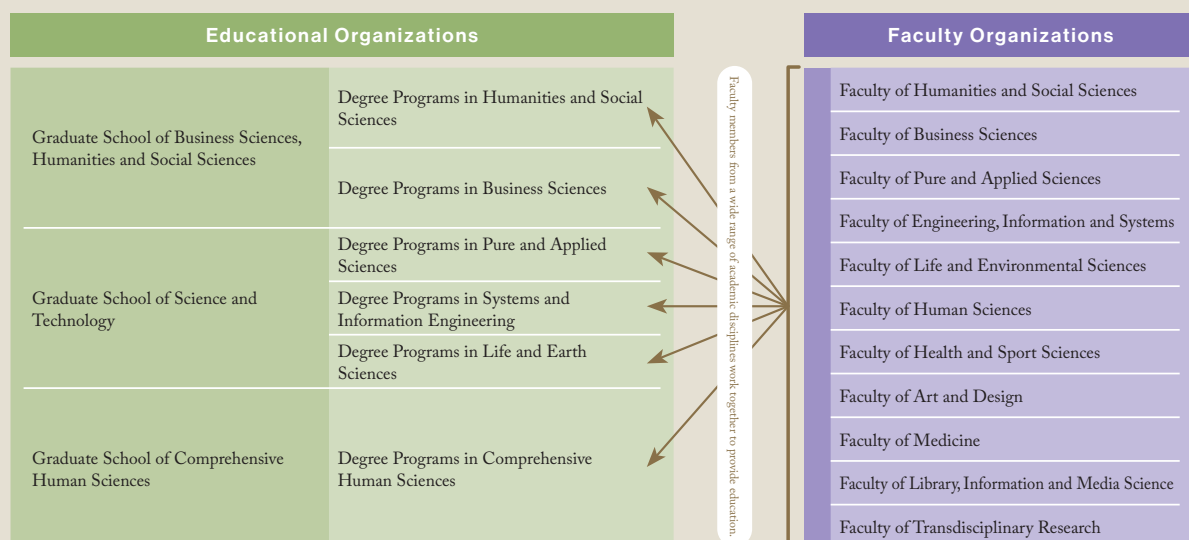 Educational Organizations
Graduate School of Business Sciences,
Humanities and Social Sciences
Degree Programs in Humanities and Social
Sciences
Degree Programs in Business Sciences
Graduate School of Science and
Technology
Degree Programs in Pure and Applied
Sciences
Degree Programs in Systems and
Information Engineering
Degree Programs in Life and Earth
Sciences
Graduate School of Comprehensive
Human Sciences
Degree Programs in Comprehensive
Human Sciences
Faculty members from a wide range of academic disciplines work together to provide education.
Faculty Organizations
Faculty of Humanities and Social Sciences
Faculty of Business Sciences
Faculty of Pure and Applied Sciences
Faculty of Engineering, Information and Systems
Faculty of Life and Environmental Sciences
Faculty of Human Sciences
Faculty of Health and Sport Sciences
Faculty of Art and Design
Faculty of Medicine
Faculty of Library, Information and Media Science
Faculty of Transdisciplinary Research